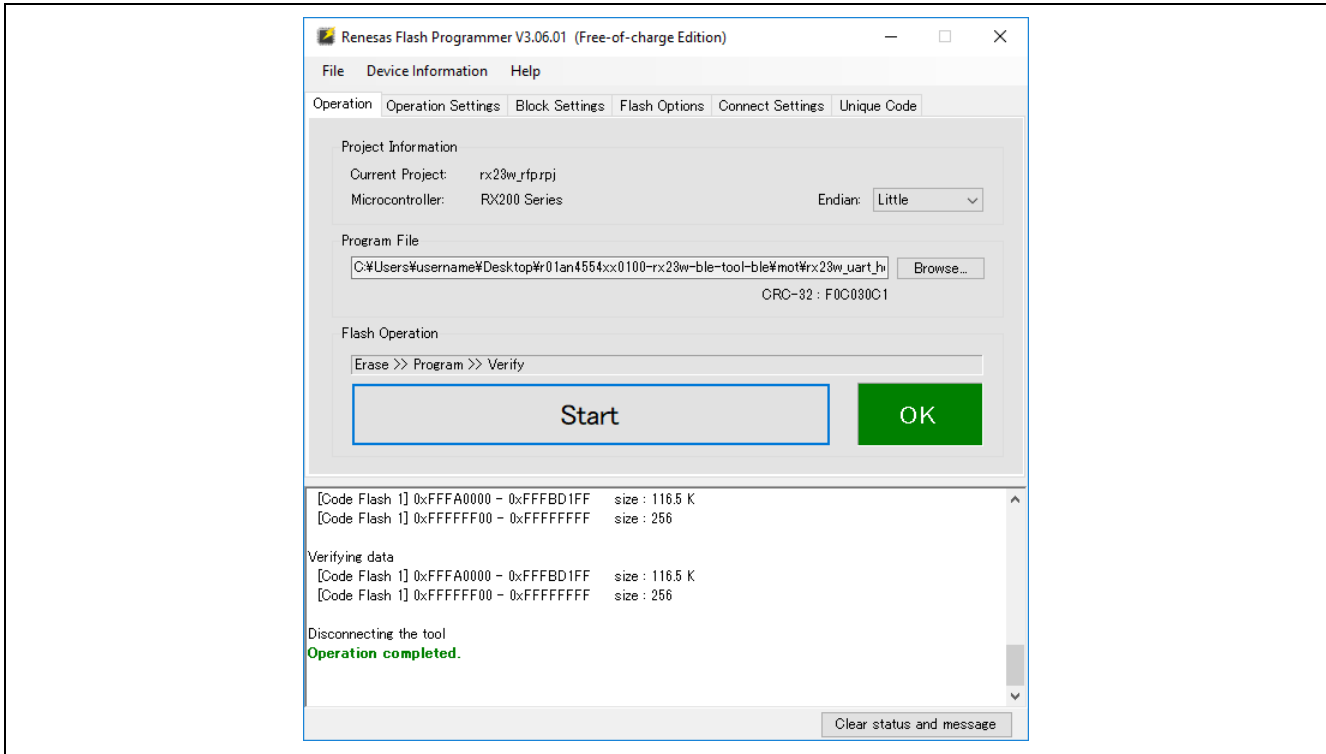 Renesas Flash Programmer V3.06.01 (Free-of-charge Edition)
File Device Information Help
Operation Operation Settings Block Settings Flash Options Connect Settings Unique Code
Project Information
Current Project: rx23w_rfp.rpj
Microcontroller: RX200 Series Endian: Little
Program File
C:¥Users¥username¥Desktop¥r01an4554xx0100-rx23w-ble-tool-ble¥mot¥rx23w_uart_h Browse...
CRC-32 : F0C030C1
Flash Operation
Erase >> Program >> Verify
Start OK
[Code Flash 1] 0xFFFA0000 - 0xFFFBD1FF size : 116.5 K
[Code Flash 1] 0xFFFFFF00 - 0xFFFFFFFF size : 256
Verifying data
[Code Flash 1] 0xFFFA0000 - 0xFFFBD1FF size : 116.5 K
[Code Flash 1] 0xFFFFFF00 - 0xFFFFFFFF size : 256
Disconnecting the tool
Operation completed.
Clear status and message